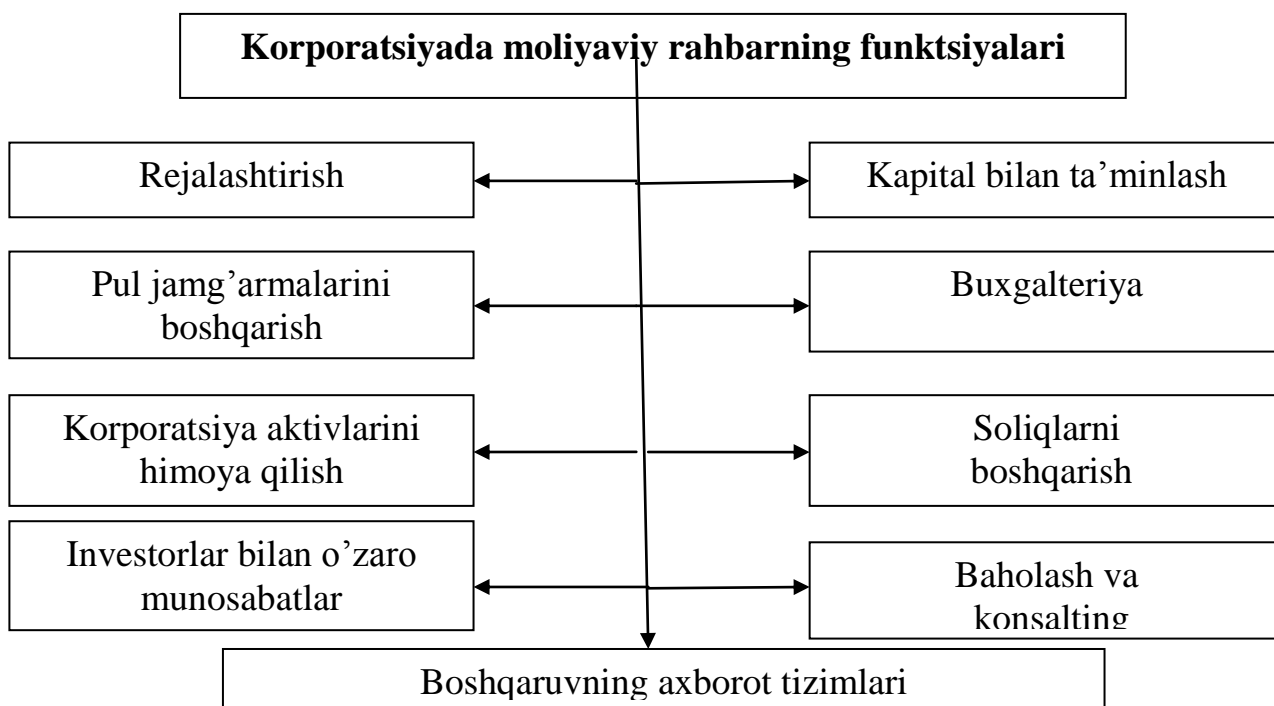 Korporatsiyada moliyaviy rahbarning funktsiyalari
Rejalashtirish
Kapital bilan ta’minlash
Pul jamg’armalarini
boshqarish
Buxgalteriya
Korporatsiya aktivlarini
himoya qilish
Soliqlarni
boshqarish
Investorlar bilan o’zaro
munosabatlar
Baholash va
konsalting
Boshqaruvning axborot tizimlari